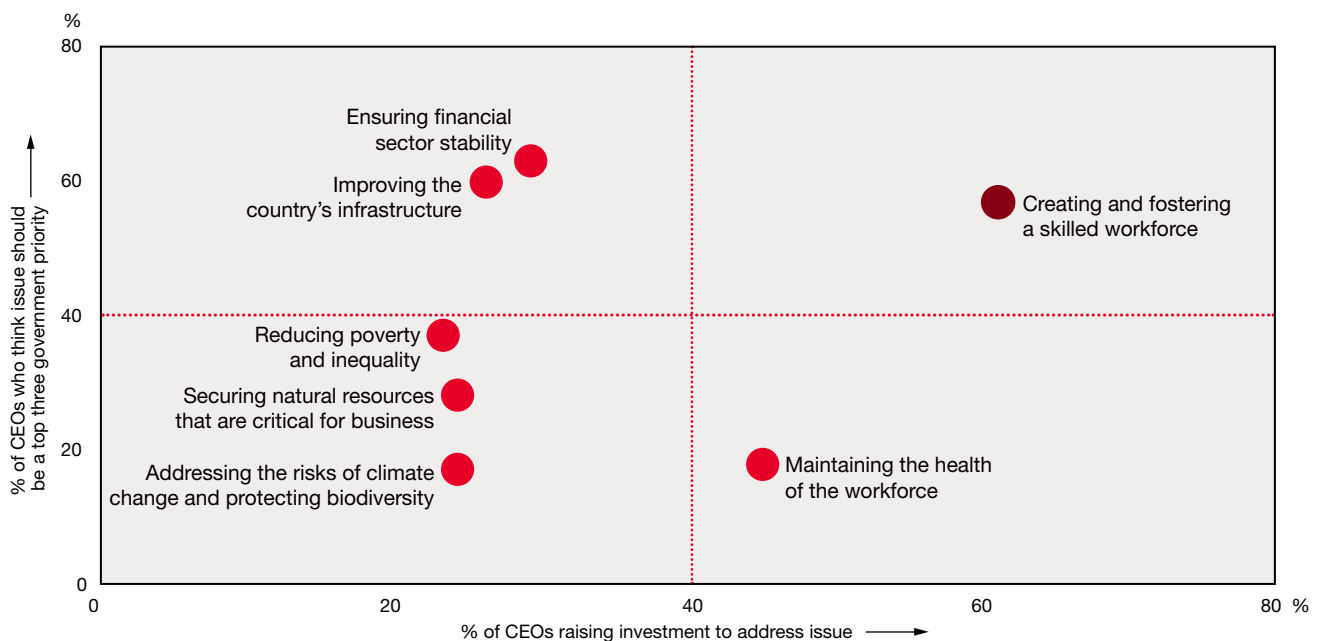 %
80
Ensuring financial
sector stability
60
Improving the
country’s infrastructure
Creating and fostering
a skilled workforce
% of CEOs who think issue should
be a top three government priority
40
Reducing poverty
and inequality
Securing natural resources
that are critical for business
20
Addressing the risks of climate
change and protecting biodiversity
Maintaining the health
of the workforce
0
0 20 40 60 80 %
% of CEOs raising investment to address issue